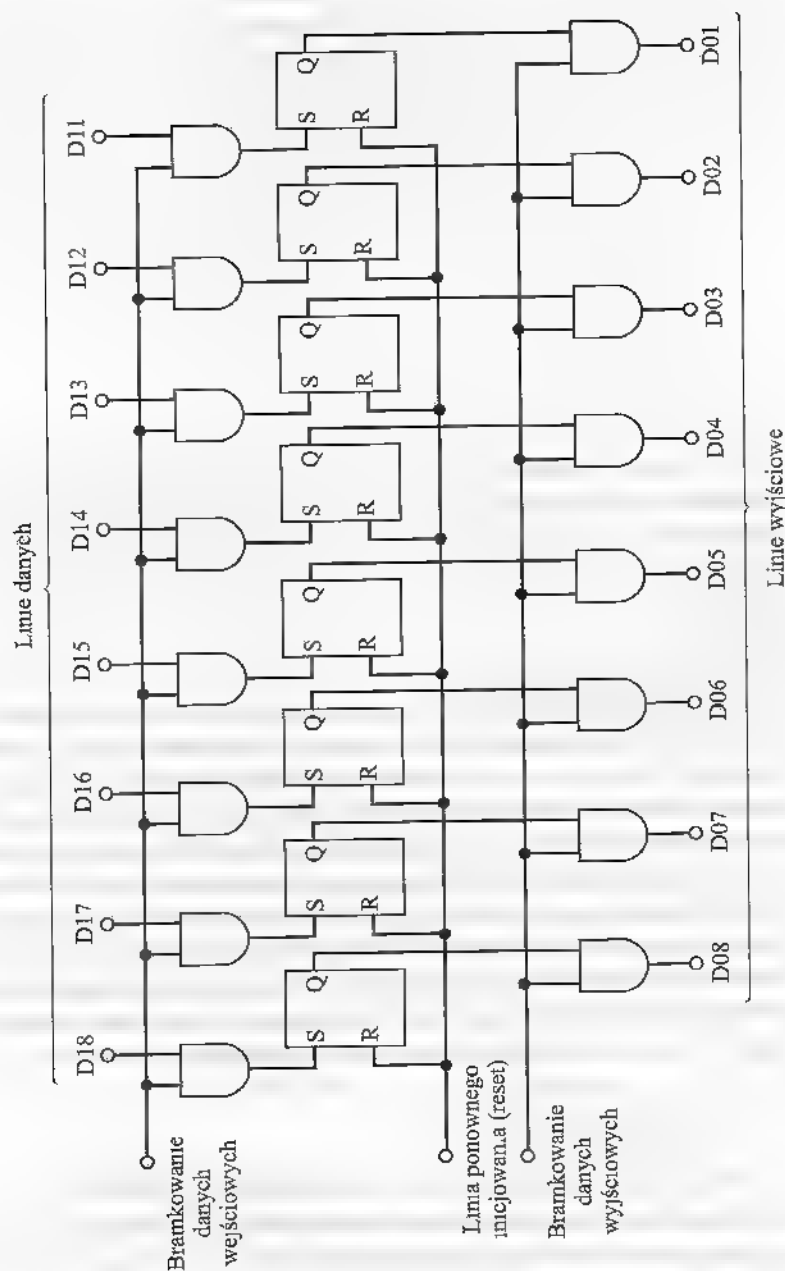 Linie danych
D18
D17
D16
D15
D14
D13
D12
D11
Bramkowanie
danych
wejściowych
S
Q
R
S
Q
R
S
Q
R
S
Q
R
S
Q
R
S
Q
R
S
Q
R
S
Q
R
Linia ponownego
inicjowania (reset)
Bramkowanie
danych
wyjściowych
D08
D07
D06
D05
D04
D03
D02
D01
Linie wyjściowe